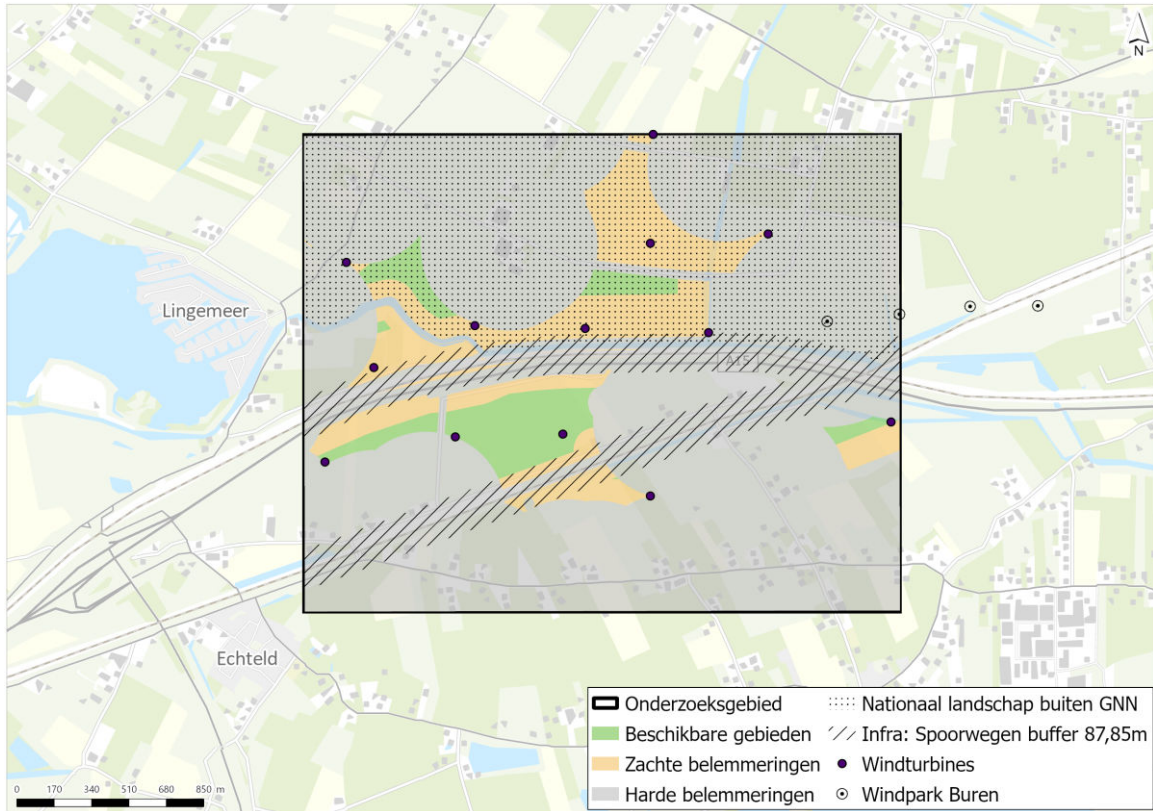 N
Lingemeer
A15
Echteld
Onderzoeksgebied
Beschikbare gebieden
Zachte belemmeringen
Harde belemmeringen
Nationaal landschap buiten GNN
Infra: Spoorwegen buffer 87,85m
Windturbines
Windpark Buren
0 170 340 510 680 850 m